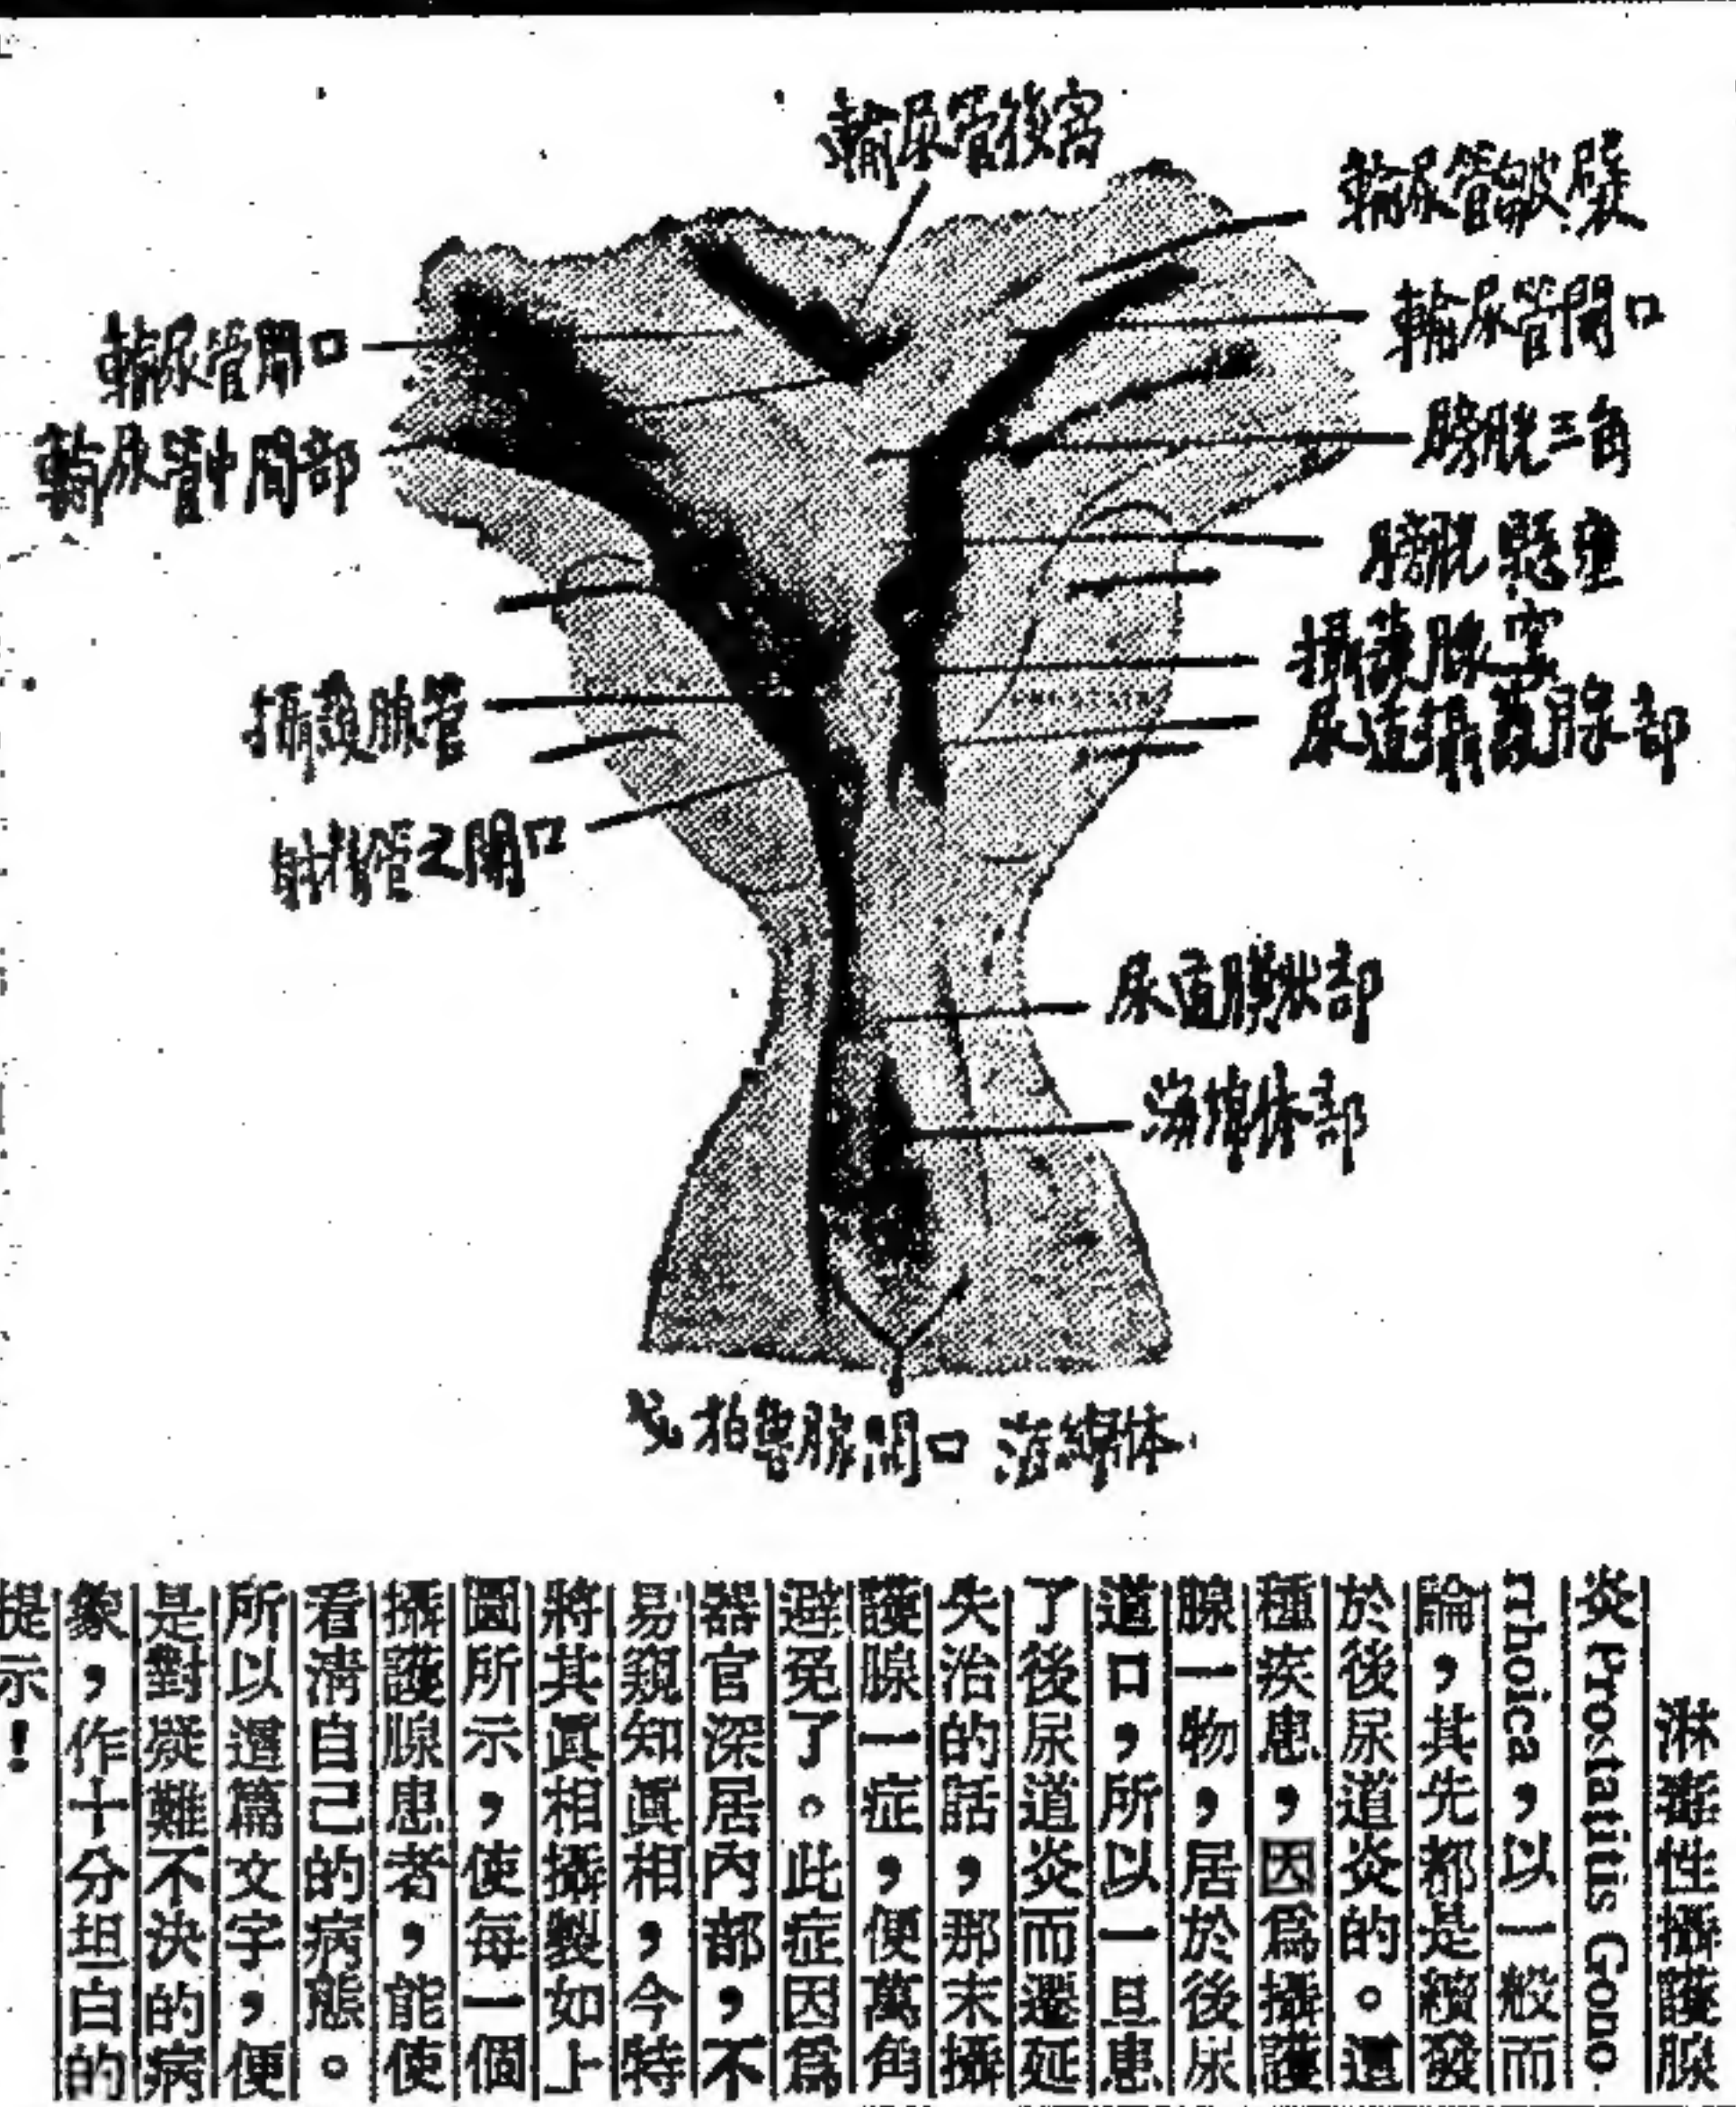 輸尿管後窩
輸尿管皺襞
輸尿管開口
膀胱三角
膀胱懸壅
攝護腺窩
尿道攝護腺部
輸尿管開口
輸尿管中間部
攝護腺管
射精管之開口
尿道膜狀部
海綿体部
腺開口 海綿体
淋毒性攝護腺
炎 Prostatitis Gono
rrhoica，以一般而
論，其先都是續發
於後尿道炎的。這
種疾患，因爲攝護
腺一物，居於後尿
道口，所以一旦患
了後尿道炎而遷延
失治的話，那末攝
護腺一症，便萬角
避免了。此症因爲
器官深居內部，不
易窺知眞相，今特
將其眞相攝製如上
圖所示，使每一個
攝護腺患者，能使
看清自己的病態。
所以這篇文字，便
是對疑難不決的病
象，作十分坦白的
提示！